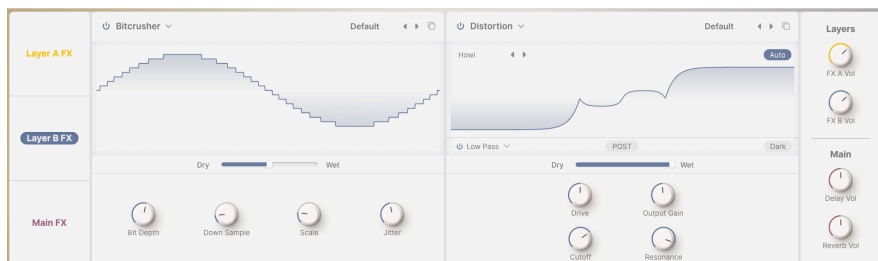 Layer A FX
Layer B FX
Main FX
Bitcrusher
Default
Dry
Wet
Bit Depth
Down Sample
Scale
Jitter
Distortion
Default
Howl
Auto
Low Pass
POST
Dark
Dry
Wet
Drive
Output Gain
Cutoff
Resonance
Layers
FX A Vol
FX B Vol
Main
Delay Vol
Reverb Vol